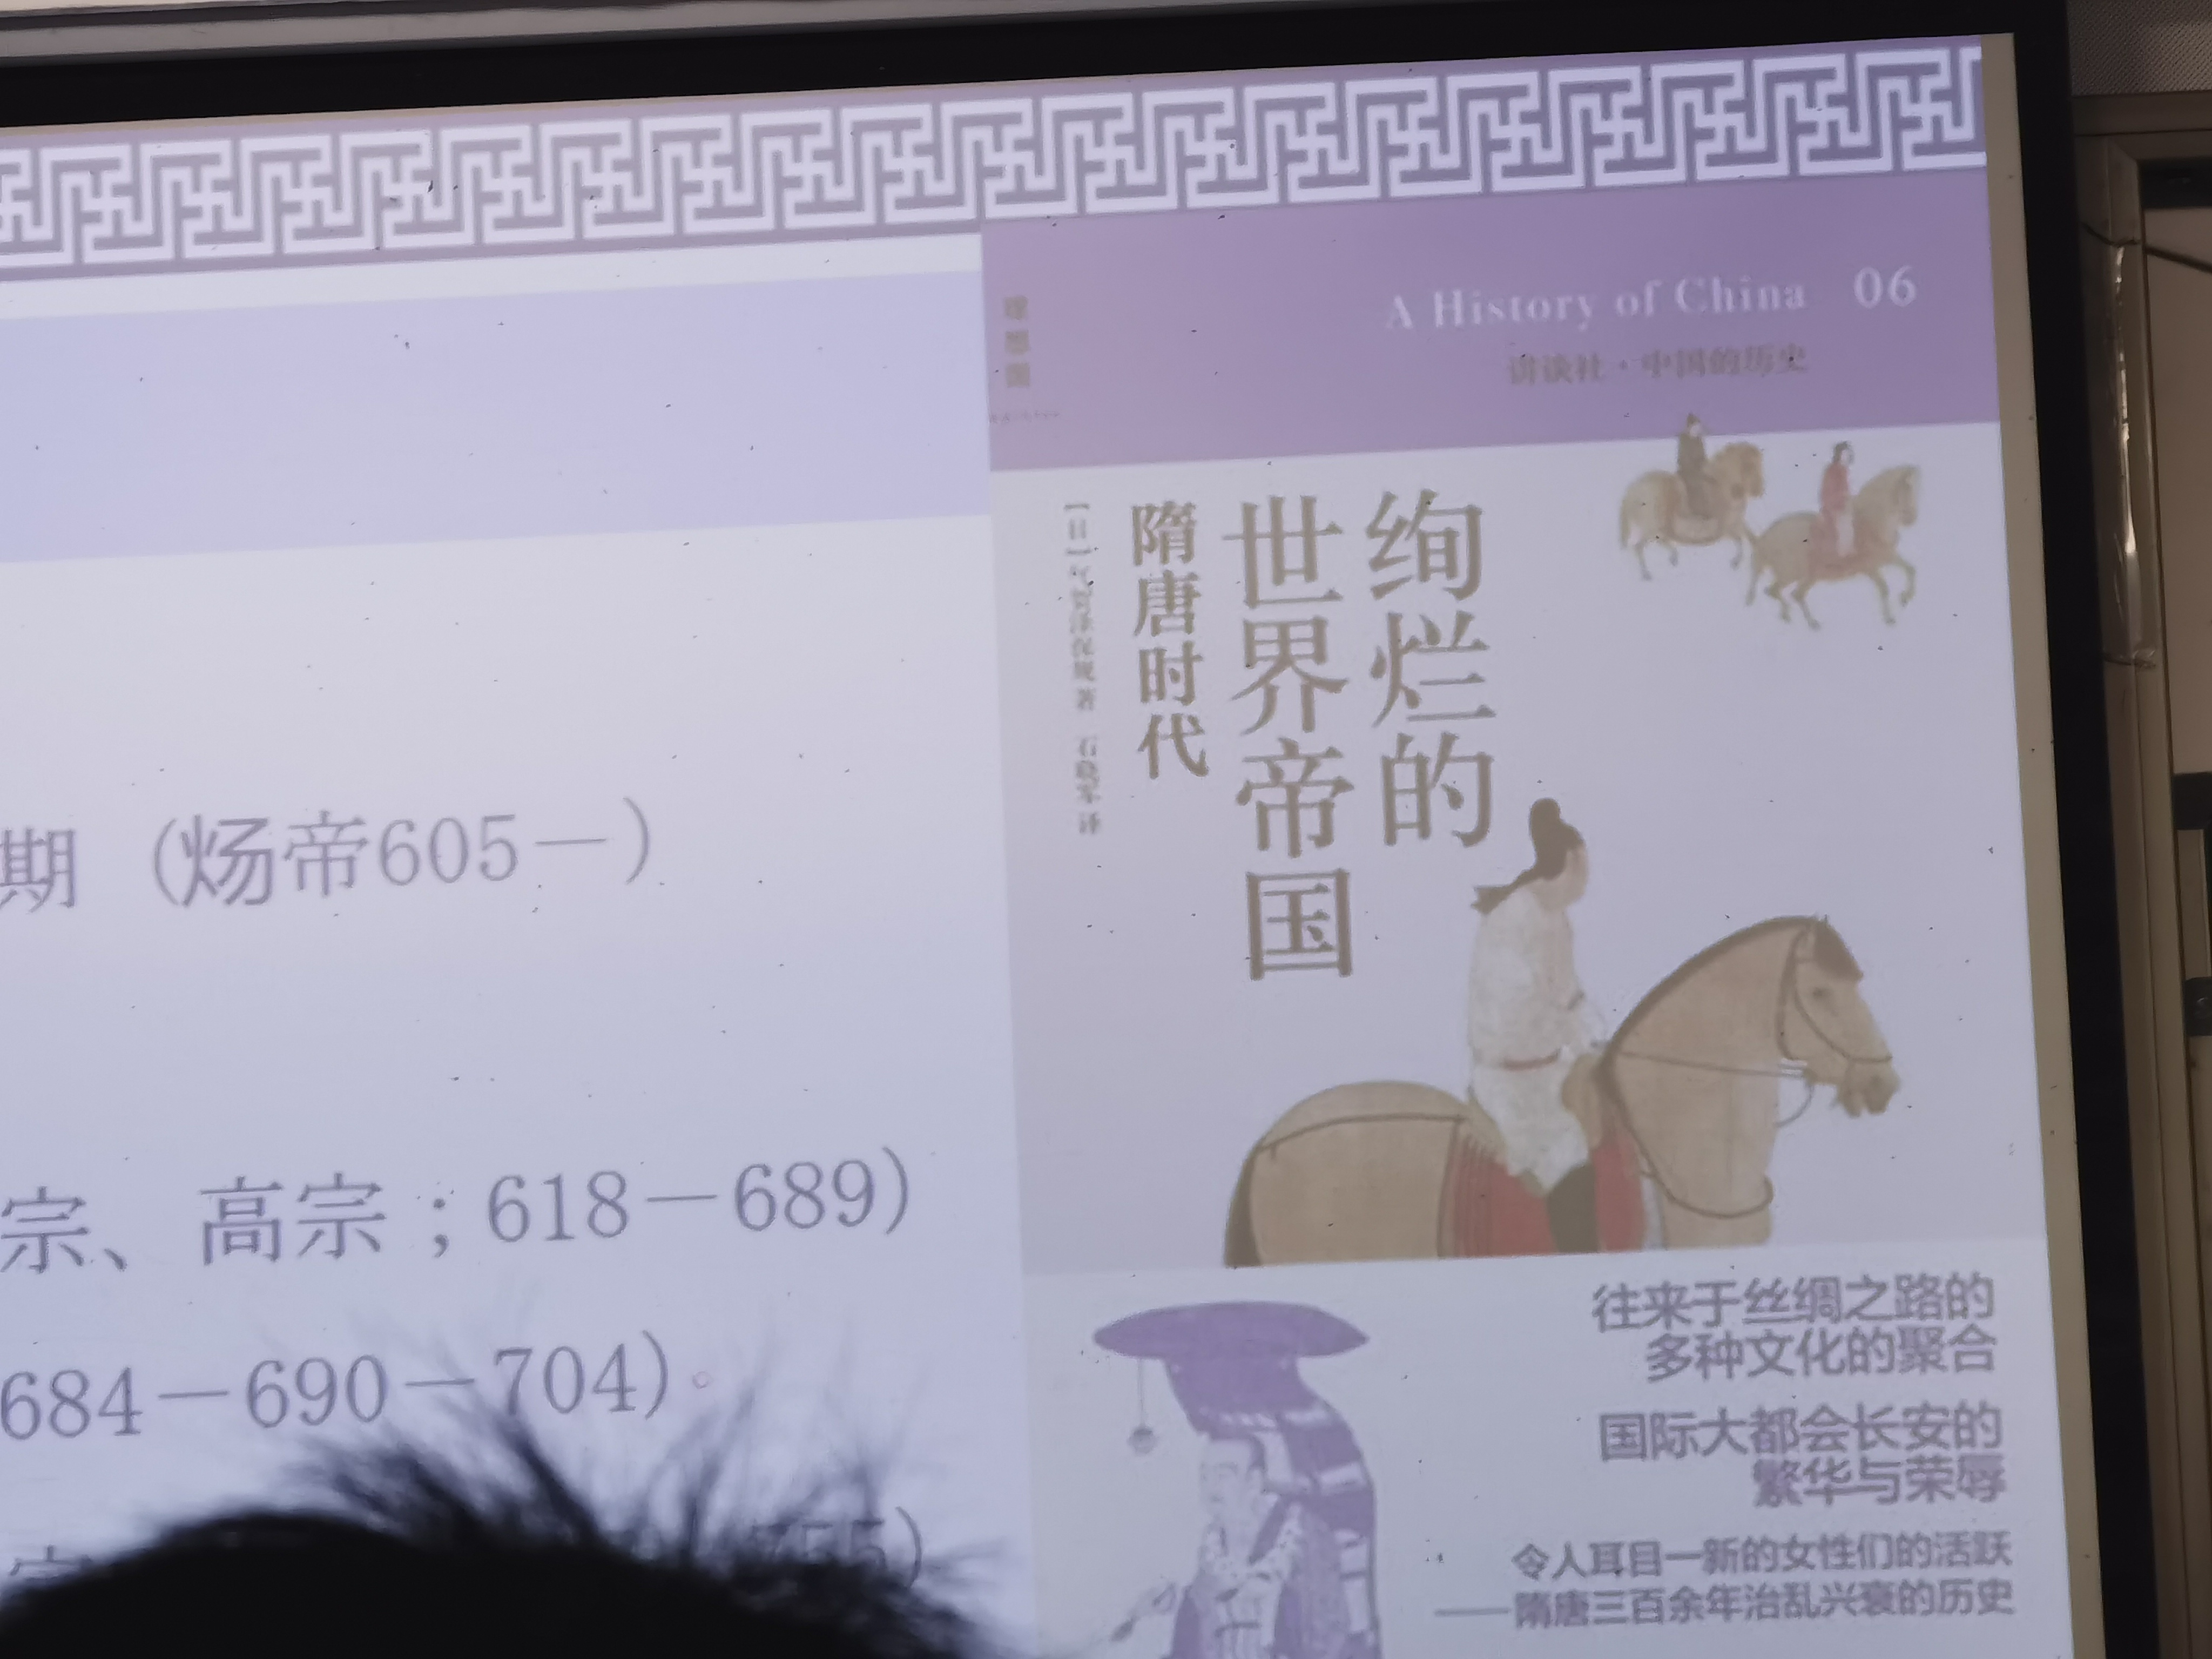 期（炀帝605－）
宗、高宗；618－689）
684－690－704）
理想国
A History of China 06
讲谈社·中国的历史
绚烂的
世界帝国
隋唐时代
［日］气贺泽保规 著 石晓军 译
往来于丝绸之路的
多种文化的聚合
国际大都会长安的
繁华与荣辱
令人耳目一新的女性们的活跃
——隋唐三百余年治乱兴衰的历史